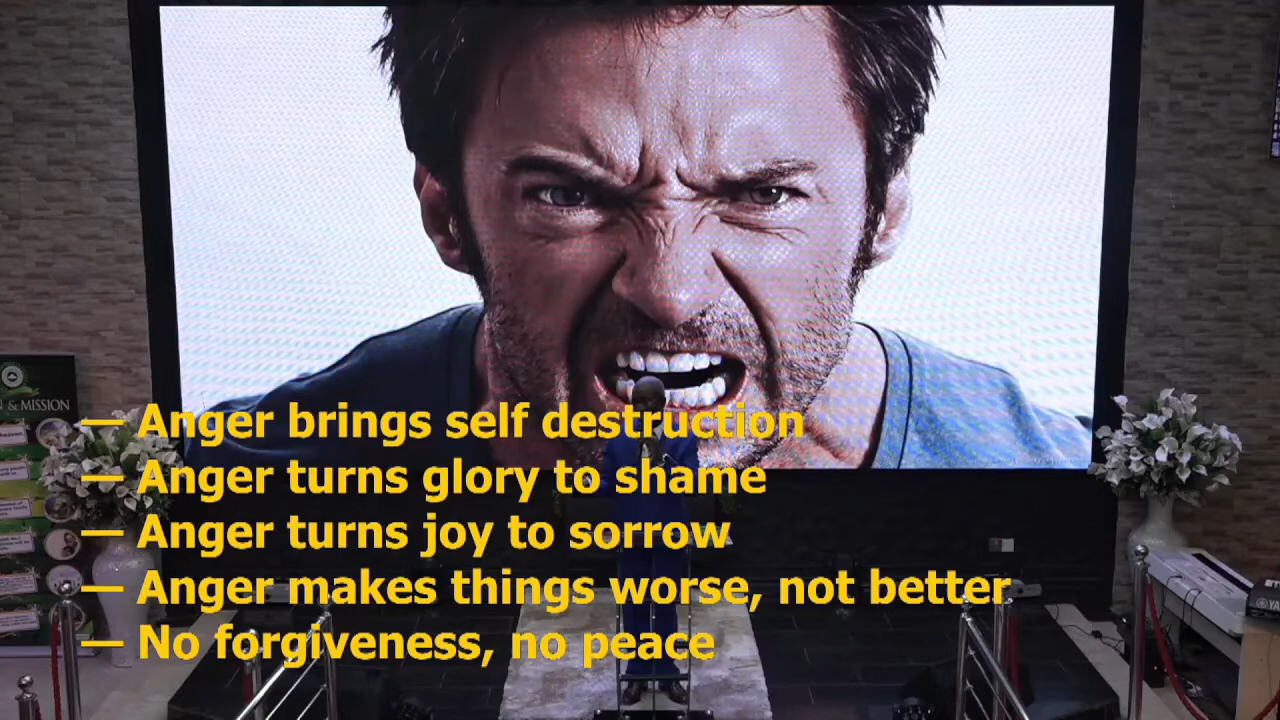 & MISSION
— Anger brings self destruction
— Anger turns glory to shame
— Anger turns joy to sorrow
— Anger makes things worse, not better
— No forgiveness, no peace